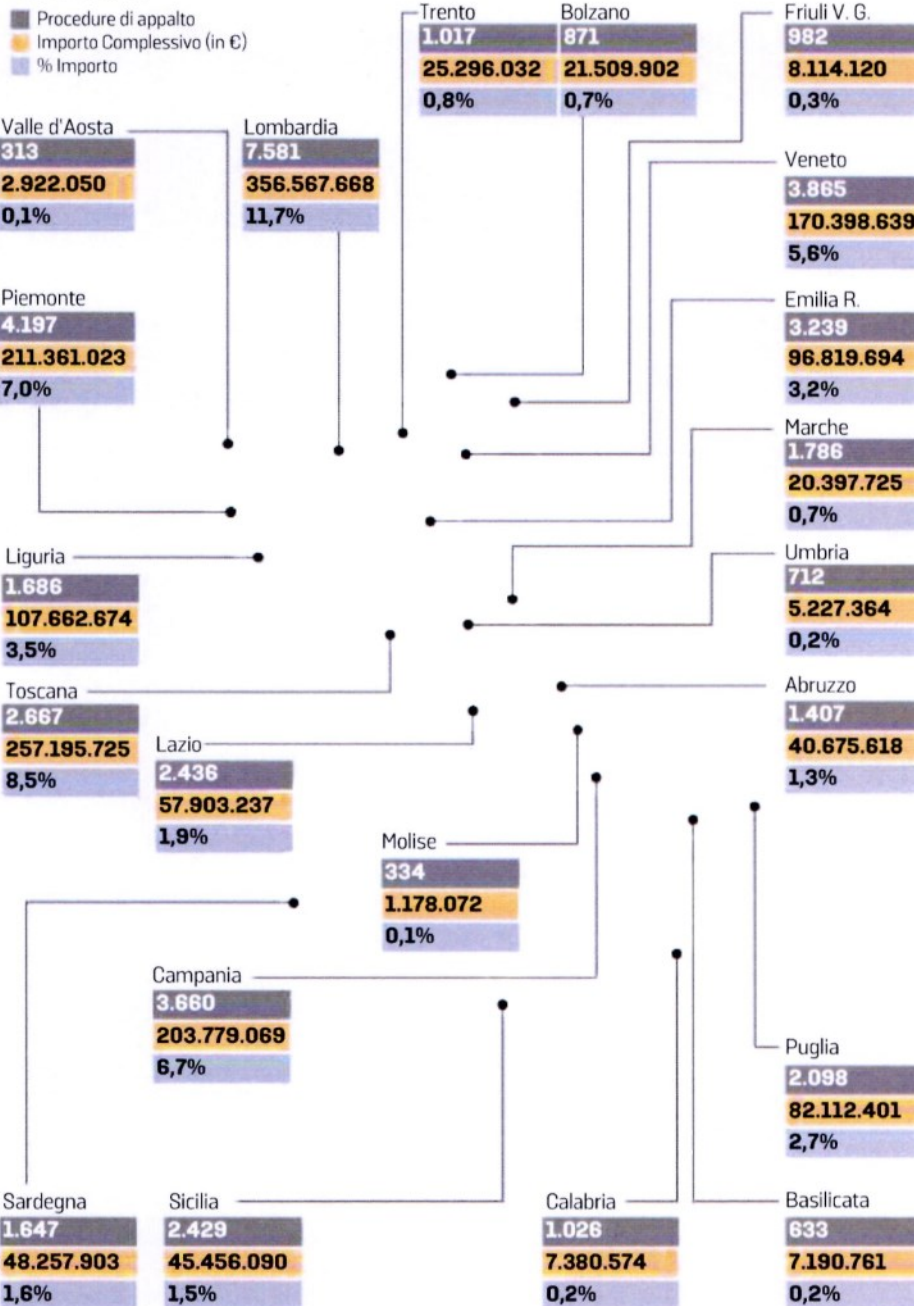 Procedure di appalto
Importo Complessivo (in €)
% Importo
Trento
1.017
25.296.032
0,8%
Bolzano
871
21.509.902
0,7%
Friuli V. G.
982
8.114.120
0,3%
Valle d'Aosta
313
2.922.050
0,1%
Lombardia
7.581
356.567.668
11,7%
Veneto
3.865
170.398.639
5,6%
Piemonte
4.197
211.361.023
7,0%
Emilia R.
3.239
96.819.694
3,2%
Marche
1.786
20.397.725
0,7%
Liguria
1.686
107.662.674
3,5%
Umbria
712
5.227.364
0,2%
Toscana
2.667
257.195.725
8,5%
Lazio
2.436
57.903.237
1,9%
Abruzzo
1.407
40.675.618
1,3%
Molise
334
1.178.072
0,1%
Campania
3.660
203.779.069
6,7%
Puglia
2.098
82.112.401
2,7%
Sardegna
1.647
48.257.903
1,6%
Sicilia
2.429
45.456.090
1,5%
Calabria
1.026
7.380.574
0,2%
Basilicata
633
7.190.761
0,2%